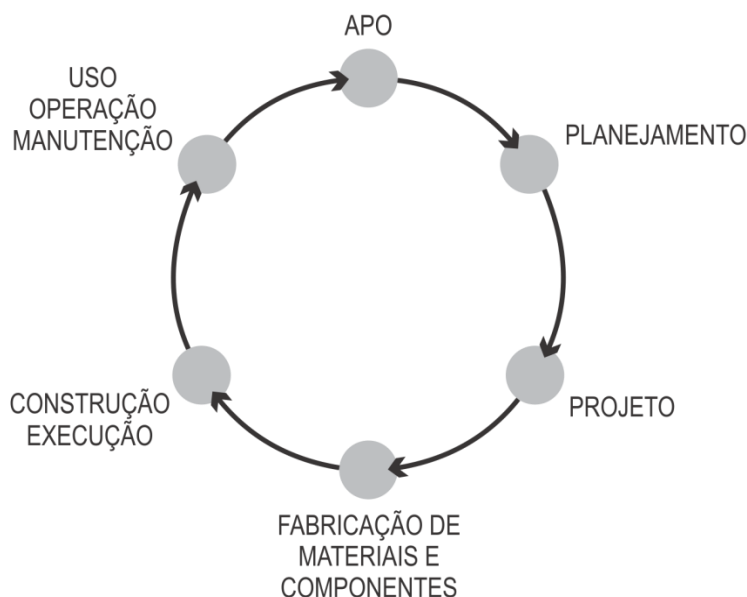 APO
USO
OPERAÇÃO
MANUTENÇÃO
PLANEJAMENTO
CONSTRUÇÃO
EXECUÇÃO
PROJETO
FABRICAÇÃO DE
MATERIAIS E
COMPONENTES